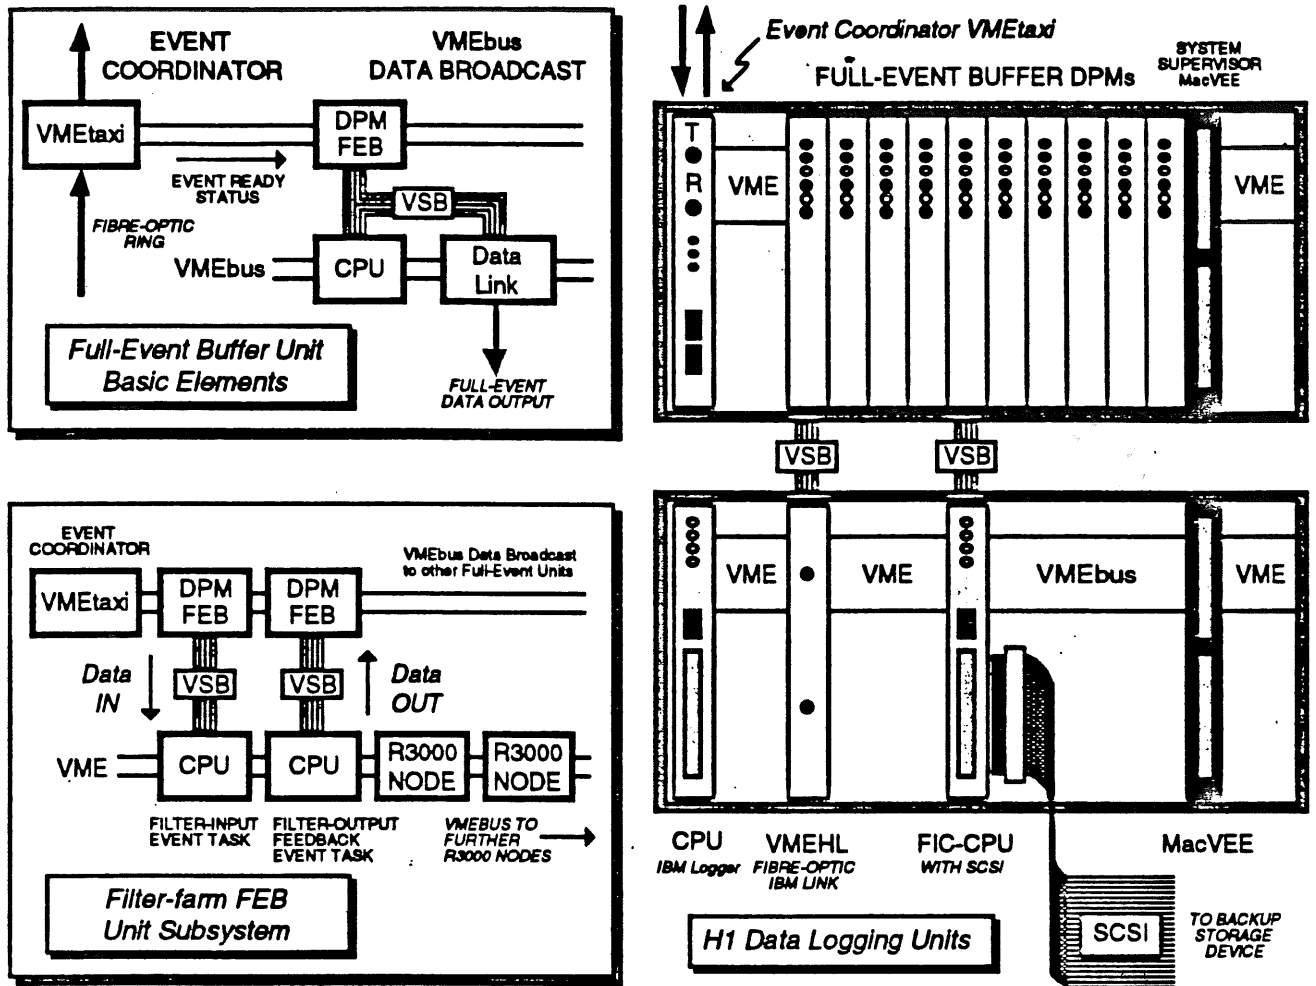 EVENT
COORDINATOR
VMEbus
DATA BROADCAST
VMEtaxi
DPM
FEB
EVENT READY
STATUS
VSB
FIBRE-OPTIC
RING
VMEbus
CPU
Data
Link
Full-Event Buffer Unit
Basic Elements
FULL-EVENT
DATA OUTPUT
EVENT
COORDINATOR
VMEbus Data Broadcast
to other Full-Event Units
VMEtaxi
DPM
FEB
DPM
FEB
Data
IN
VSB
VSB
Data
OUT
VME
CPU
CPU
R3000
NODE
R3000
NODE
FILTER-INPUT
EVENT TASK
FILTER-OUTPUT
FEEDBACK
EVENT TASK
VMEBUS TO
FURTHER
R3000 NODES
Filter-farm FEB
Unit Subsystem
Event Coordinator VMEtaxi
FULL-EVENT BUFFER DPMs
SYSTEM
SUPERVISOR
MacVEE
T
R
VME
VME
VSB
VSB
VME
VME
VMEbus
VME
CPU
IBM Logger
VMEHL
FIBRE-OPTIC
IBM LINK
FIC-CPU
WITH SCSI
MacVEE
H1 Data Logging Units
SCSI
TO BACKUP
STORAGE
DEVICE